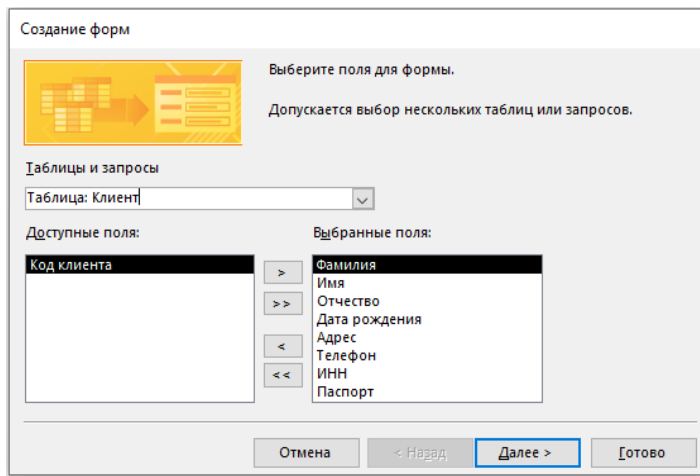 Создание форм
Выберите поля для формы.
Допускается выбор нескольких таблиц или запросов.
Таблицы и запросы
Таблица: Клиент
Доступные поля:
Выбранные поля:
Код клиента
>
>>
<
<<
Фамилия
Имя
Отчество
Дата рождения
Адрес
Телефон
ИНН
Паспорт
Отмена
< Назад
Далее >
Готово